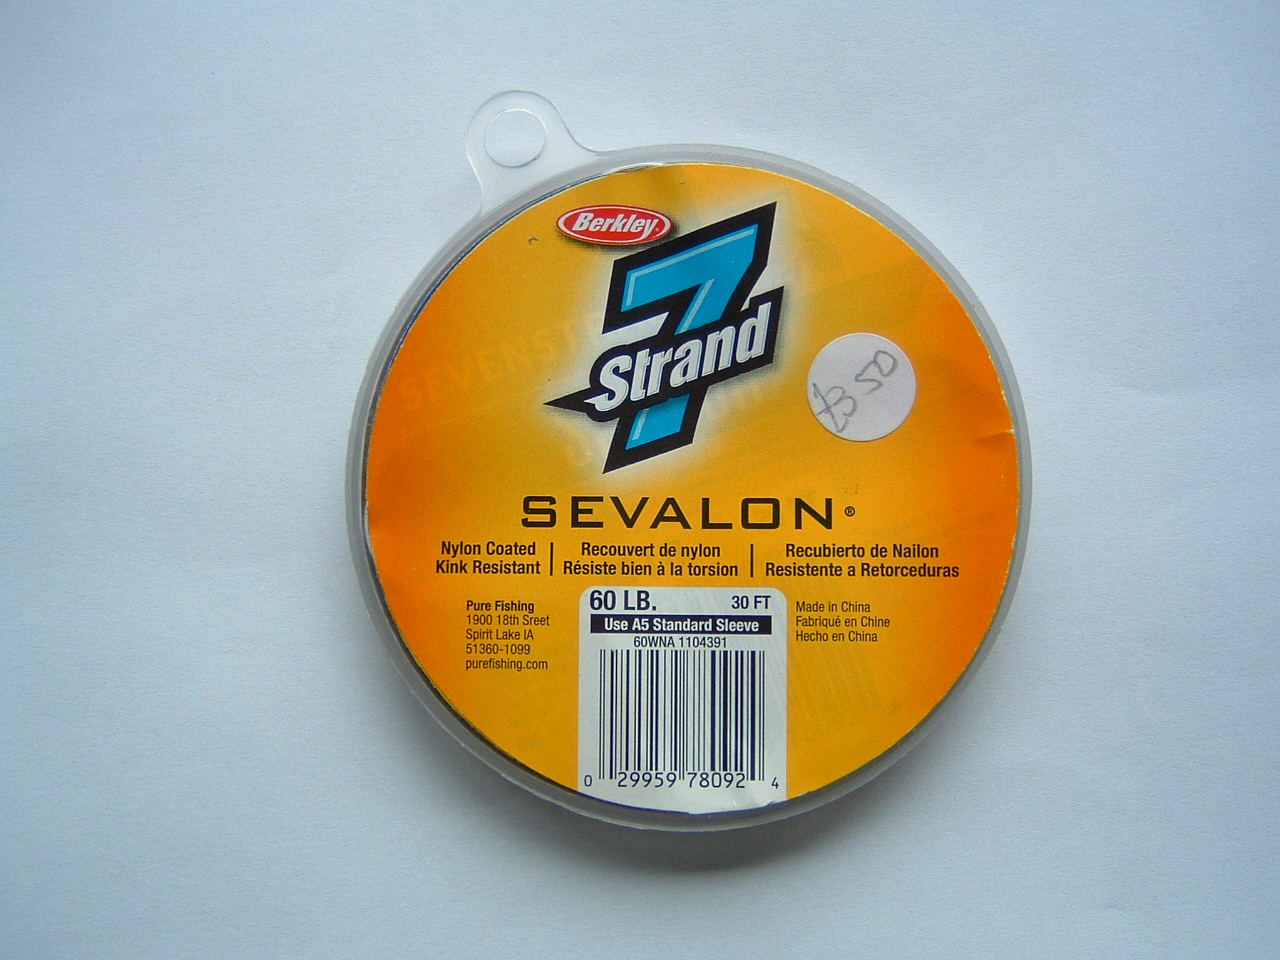 Berkley
7
Strand
£3 50
SEVALON®
Nylon Coated
Kink Resistant
Recouvert de nylon
Résiste bien à la torsion
Recubierto de Nailon
Resistente a Retorceduras
Pure Fishing
1900 18th Sreet
Spirit Lake IA
51360-1099
purefishing.com
60 LB. 30 FT
Use A5 Standard Sleeve
60WNA 1104391
0 29959 78092 4
Made in China
Fabriqué en Chine
Hecho en China